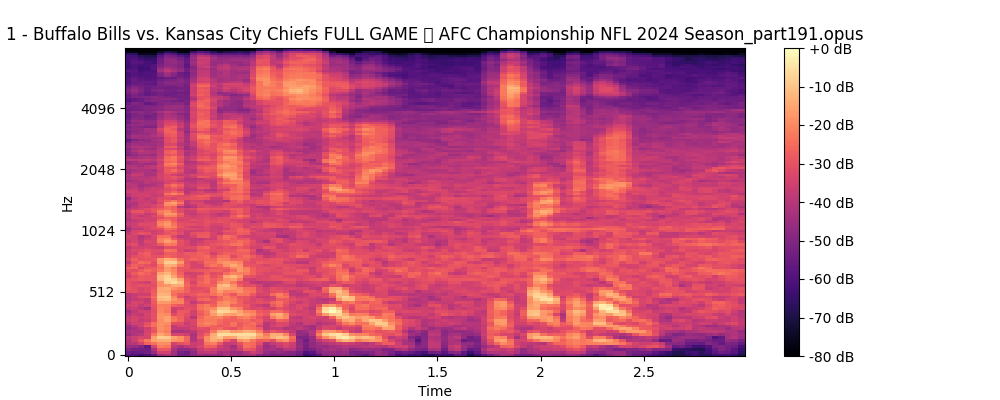 1 - Buffalo Bills vs. Kansas City Chiefs FULL GAME ▯ AFC Championship NFL 2024 Season_part191.opus
+0 dB
-10 dB
-20 dB
-30 dB
-40 dB
-50 dB
-60 dB
-70 dB
-80 dB
4096
2048
1024
512
0
Hz
0 0.5 1 1.5 2 2.5
Time